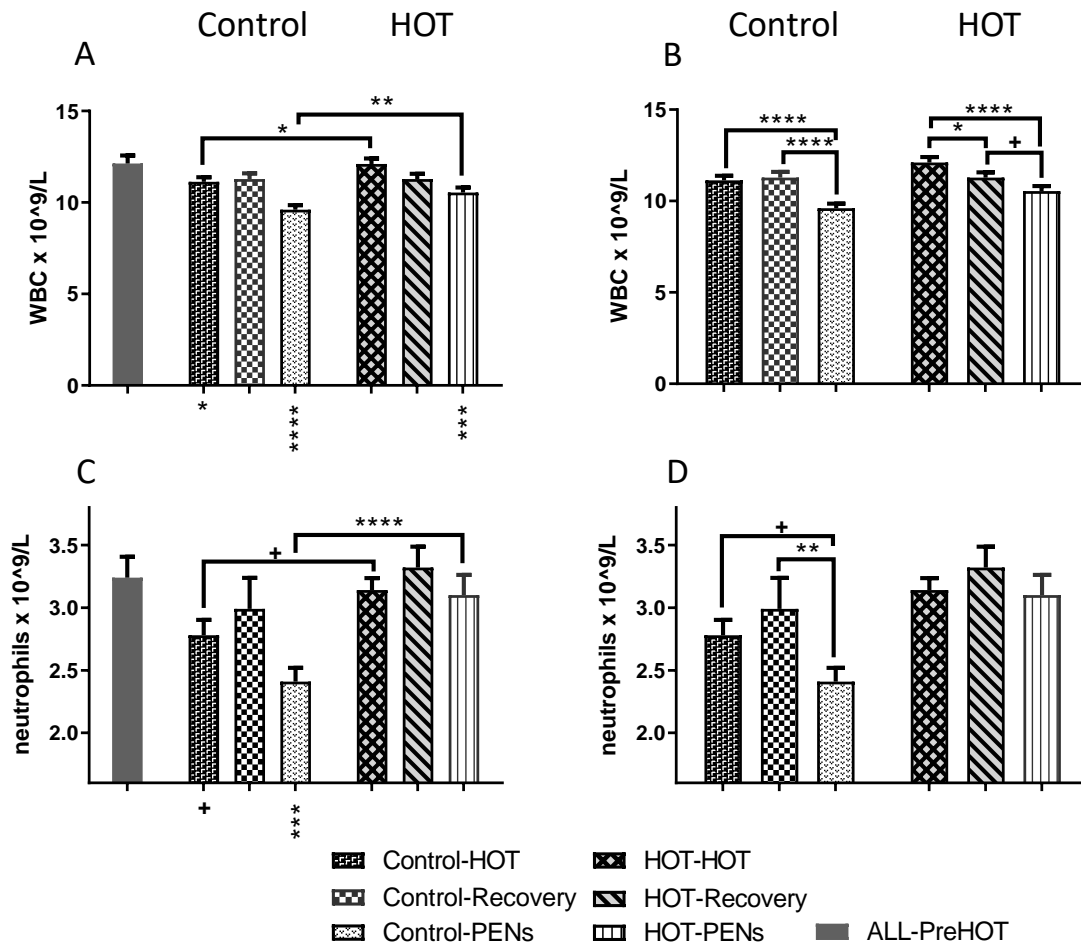 Control HOT Control HOT
A
15
10
5
0
WBC x 10^9/L
*
**
* **** ***
B
15
10
5
0
WBC x 10^9/L
****
****
****
* +
C
3.5
3.0
2.5
2.0
neutrophils x 10^9/L
****
+
+ ***
D
3.5
3.0
2.5
2.0
neutrophils x 10^9/L
+
**
Control-HOT HOT-HOT
Control-Recovery HOT-Recovery
Control-PENs HOT-PENs ALL-PreHOT